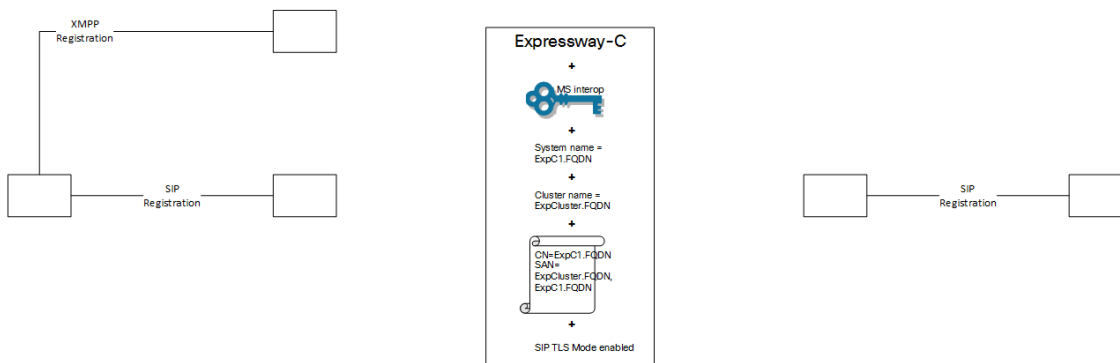 XMPP
Registration
SIP
Registration
Expressway-C
+
MS interop
+
System name =
ExpC1.FQDN
+
Cluster name =
ExpCluster.FQDN
+
CN=ExpC1.FQDN
SAN=
ExpCluster.FQDN,
ExpC1.FQDN
+
SIP TLS Mode enabled
SIP
Registration